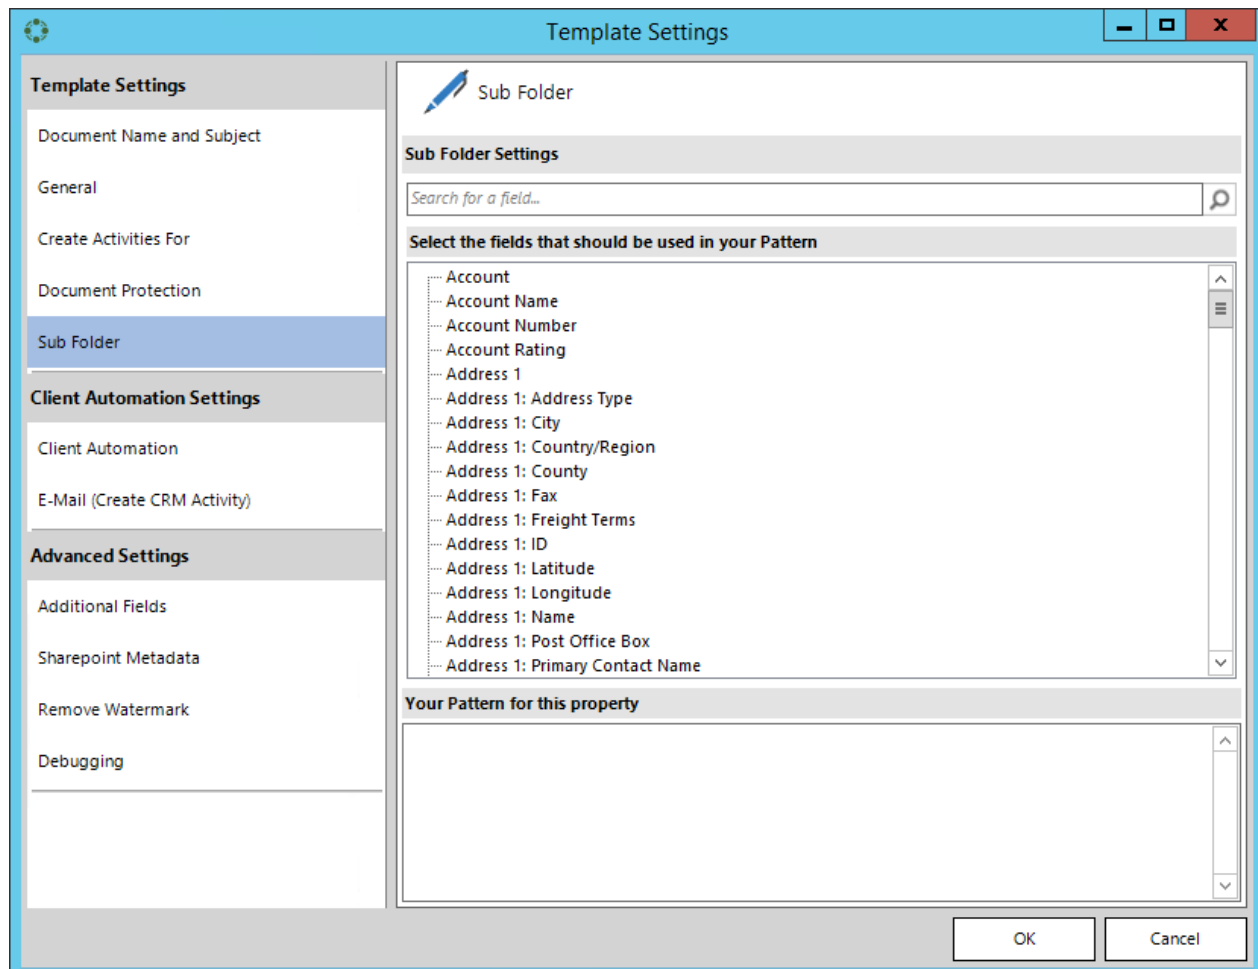 Template Settings
Template Settings
Document Name and Subject
General
Create Activities For
Document Protection
Sub Folder
Client Automation Settings
Client Automation
E-Mail (Create CRM Activity)
Advanced Settings
Additional Fields
Sharepoint Metadata
Remove Watermark
Debugging
Sub Folder
Sub Folder Settings
Search for a field...
Select the fields that should be used in your Pattern
Account
Account Name
Account Number
Account Rating
Address 1
Address 1: Address Type
Address 1: City
Address 1: Country/Region
Address 1: County
Address 1: Fax
Address 1: Freight Terms
Address 1: ID
Address 1: Latitude
Address 1: Longitude
Address 1: Name
Address 1: Post Office Box
Address 1: Primary Contact Name
Your Pattern for this property
OK
Cancel